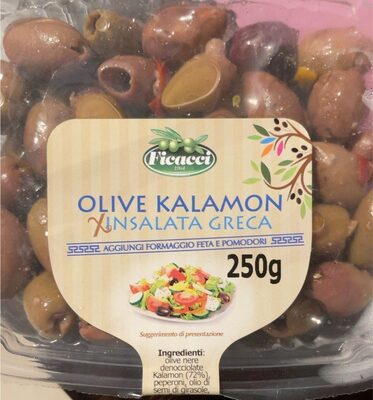 Ficacci
OLIVE KALAMON
XINSALATA GRECA
AGGIUNGI FORMAGGIO FETA E POMODORI
250g
Suggerimento di presentazione
Ingredienti:
olive nere
denocciolate
Kalamon (72%),
peperoni, olio di
semi di girasole,